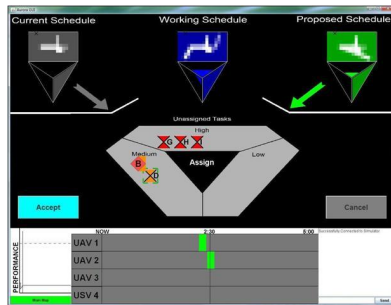 Current Schedule
Working Schedule
Proposed Schedule
Unassigned Tasks
High
G H I
Medium
Low
Assign
B
D
Accept
Cancel
NOW
2:30
5:00
PERFORMANCE
UAV 1
UAV 2
UAV 3
USV 4